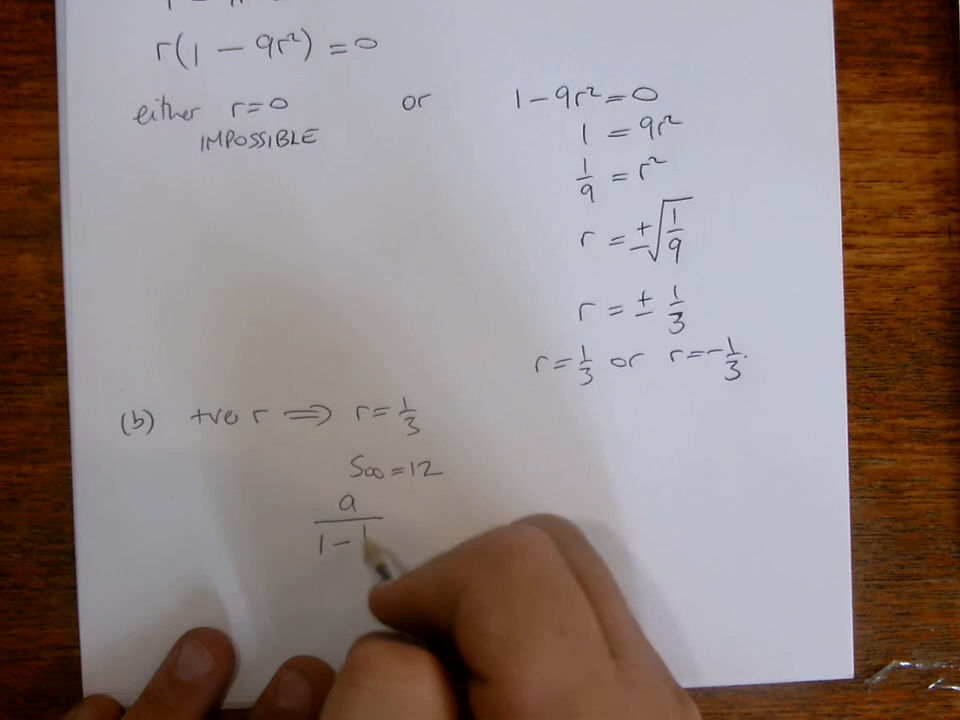 r(1 - 9r²) = 0
either r=0 or 1 - 9r² = 0
IMPOSSIBLE
1 = 9r²
1/9 = r²
r = ±√(1/9)
r = ± 1/3
r = 1/3 or r = -1/3.
(b) +ve r ⇒ r = 1/3
S∞ = 12
a/(1 - 1